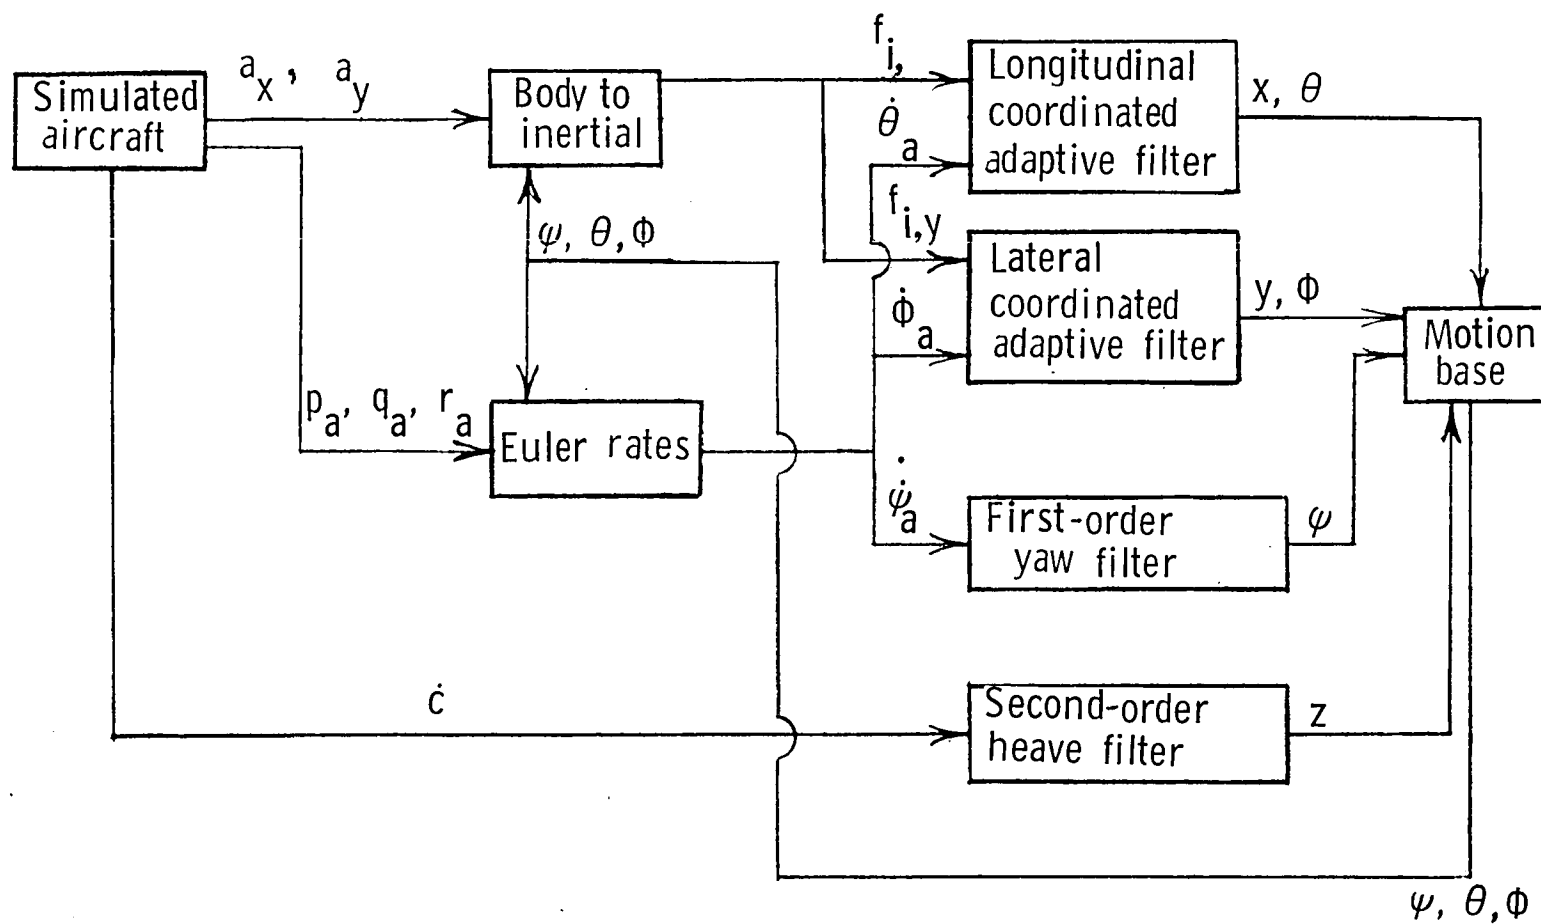 Simulated
aircraft
a_x, a_y
Body to
inertial
f_i,
θ̇_a
Longitudinal
coordinated
adaptive filter
x, θ
ψ, θ, Φ
f_i,y
Φ̇_a
Lateral
coordinated
adaptive filter
y, Φ
Motion
base
p_a, q_a, r_a
Euler rates
ψ̇_a
First-order
yaw filter
ψ
ċ
Second-order
heave filter
z
ψ, θ, Φ